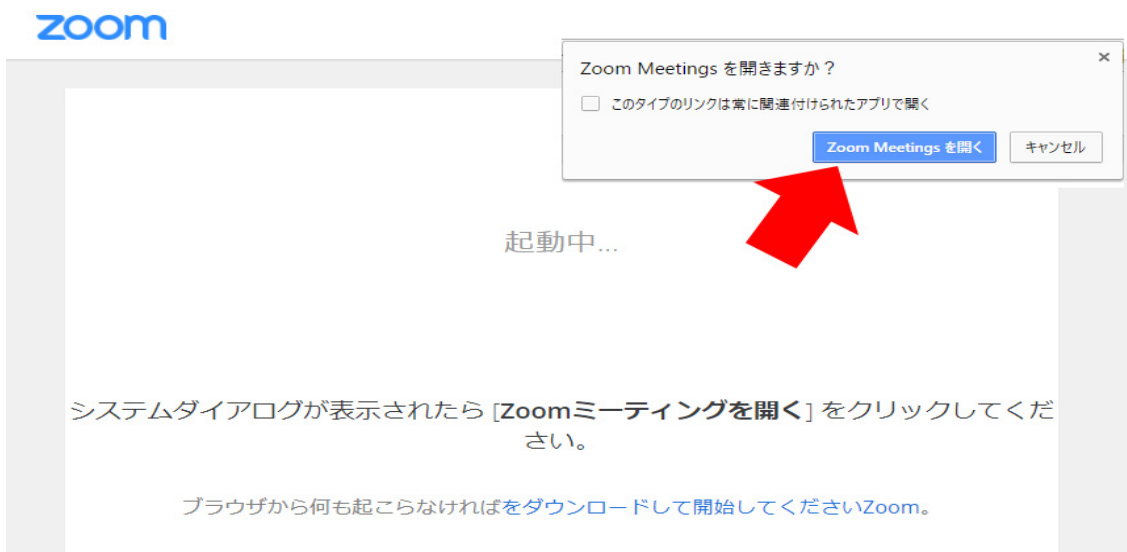 zoom
Zoom Meetings を開きますか？
このタイプのリンクは常に関連付けられたアプリで開く
Zoom Meetings を開く
キャンセル
起動中...
システムダイアログが表示されたら [Zoomミーティングを開く] をクリックしてくだ
さい。
ブラウザから何も起こらなければをダウンロードして開始してくださいZoom。